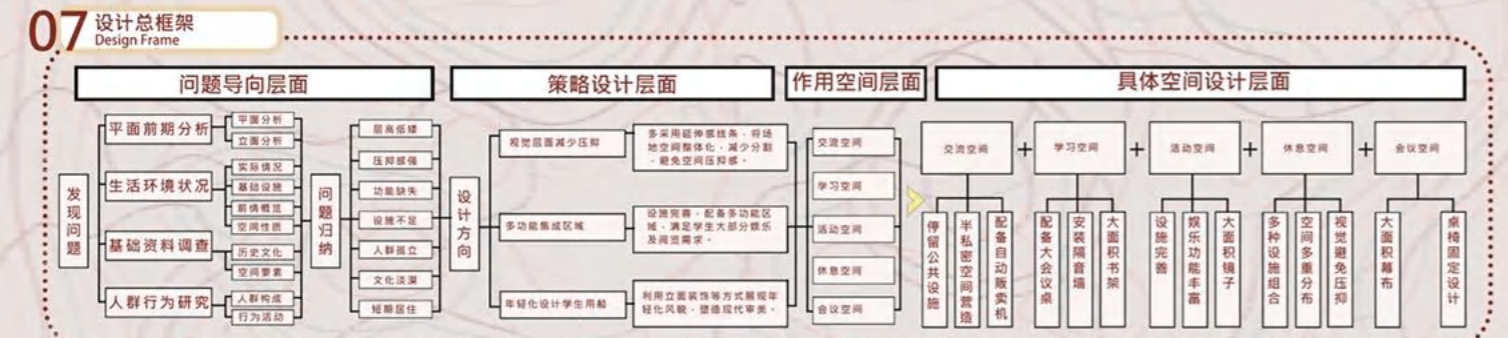 07
设计总框架
Design Frame
问题导向层面
策略设计层面
作用空间层面
具体空间设计层面
发现问题
平面前期分析
平面分析
立面分析
生活环境状况
实际情况
基础设施
前情概览
空间性质
基础资料调查
历史文化
空间要素
人群行为研究
人群构成
行为活动
问题归纳
层高低矮
压抑感强
功能缺失
设施不足
人群孤立
文化淡漠
短期居住
设计方向
视觉层面减少压抑
多采用延伸感线条，将场
地空间整体化，减少分割
，避免空间压抑感。
多功能集成区域
设施完善，配备多功能区
域，满足学生大部分娱乐
及阅览需求。
年轻化设计学生用船
利用立面装饰等方式展现年
轻化风貌，塑造现代审美。
交流空间
学习空间
活动空间
休息空间
会议空间
交流空间
+
学习空间
+
活动空间
+
休息空间
+
会议空间
停留公共设施
半私密空间营造
配备自动贩卖机
配备大会议桌
安装隔音墙
大面积书架
设施完善
娱乐功能丰富
大面积镜子
多种设施组合
空间多重分布
视觉避免压抑
大面积幕布
桌椅固定设计